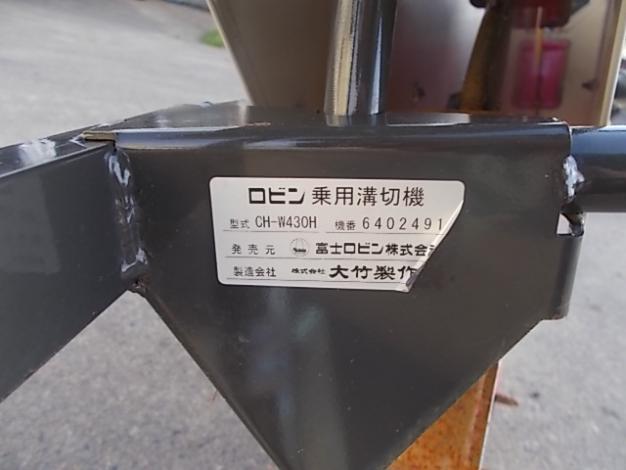 ロビン 乗用溝切機
型式 CH-W430H 機番 6402491
発売元 富士ロビン株式会
製造会社 株式会社 大竹製作